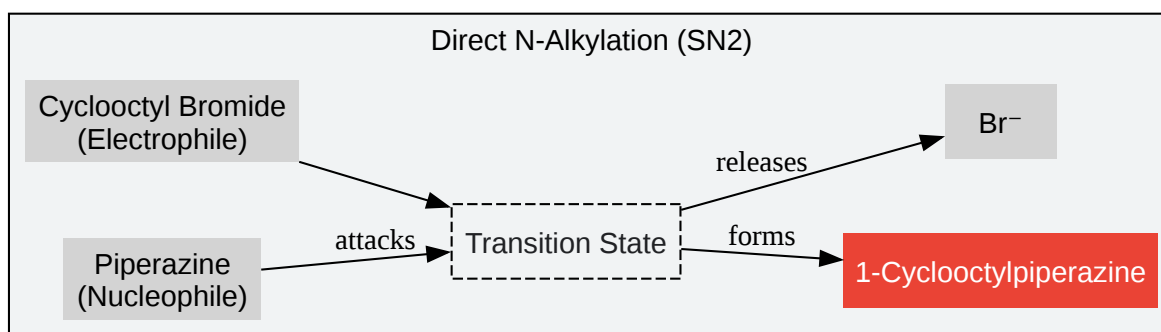 Direct N-Alkylation (SN2)
Cyclooctyl Bromide
(Electrophile)
Br⁻
releases
attacks
Transition State
forms
Piperazine
(Nucleophile)
1-Cyclooctylpiperazine